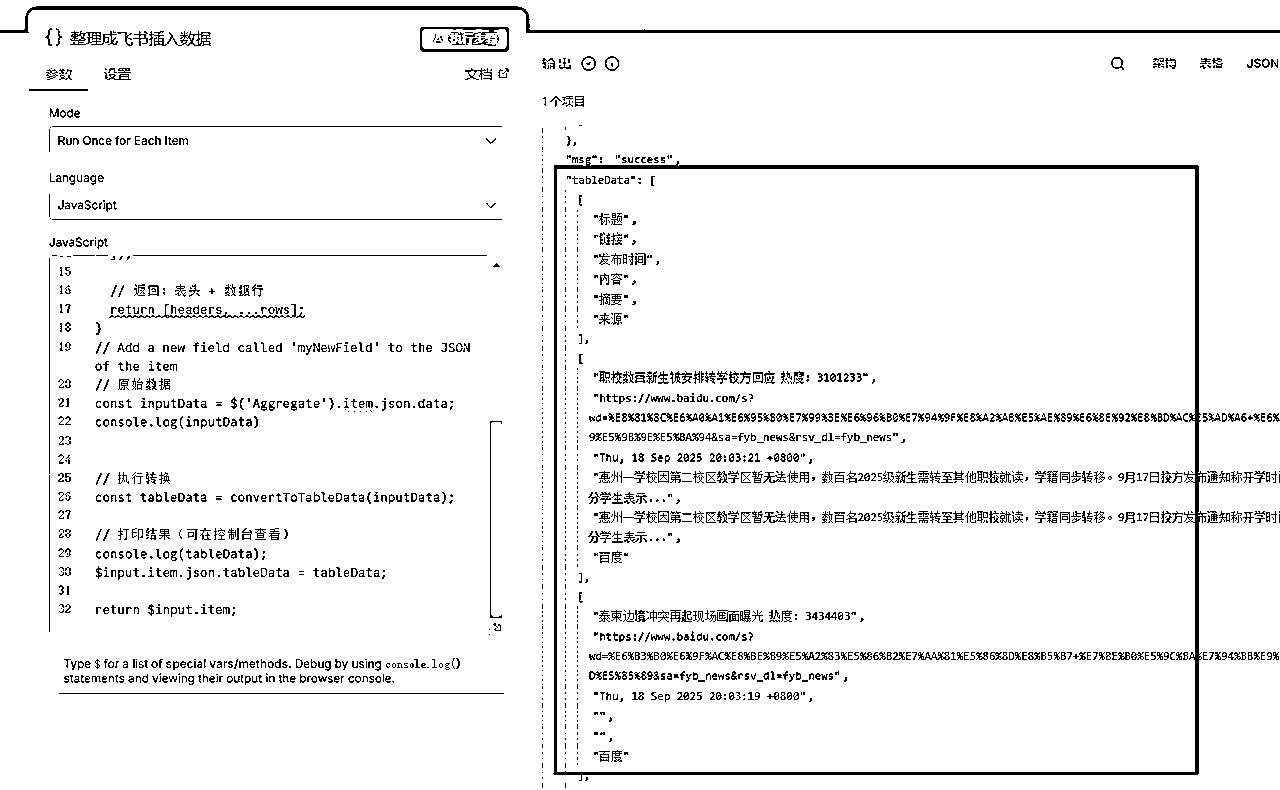 {} 整理成飞书插入数据
执行步骤
参数 设置 文档
Mode
Run Once for Each Item
Language
JavaScript
JavaScript
15
16 // 返回: 表头 + 数据行
17 return [headers, ...rows];
18 }
19 // Add a new field called 'myNewField' to the JSON
of the item
20 // 原始数据
21 const inputData = $('Aggregate').item.json.data;
22 console.log(inputData)
23
24
25 // 执行转换
26 const tableData = convertToTableData(inputData);
27
28 // 打印结果（可在控制台查看）
29 console.log(tableData);
30 $input.item.json.tableData = tableData;
31
32 return $input.item;
Type $ for a list of special vars/methods. Debug by using console.log()
statements and viewing their output in the browser console.
输出
架构 表格 JSON
1个项目
},
"msg": "success",
"tableData": [
[
"标题",
"链接",
"发布时间",
"内容",
"摘要",
"来源"
],
[
"职校数百新生被安排转学校方回应 热度: 3101233",
"https://www.baidu.com/s?
wd=%E8%81%8C%E6%A0%A1%E6%95%B0%E7%99%BE%E6%96%B0%E7%94%9F%E8%A2%AB%E5%AE%89%E6%8E%92%E8%BD%AC%E5%AD%A6+%E6%
9%E5%9B%9E%E5%BA%94&sa=fyb_news&rsv_dl=fyb_news",
"Thu, 18 Sep 2025 20:03:21 +0800",
"惠州一学校因第二校区教学区暂无法使用，数百名2025级新生需转至其他职校就读，学籍同步转移。9月17日校方发布通知称开学时
分学生表示...",
"惠州一学校因第二校区教学区暂无法使用，数百名2025级新生需转至其他职校就读，学籍同步转移。9月17日校方发布通知称开学时
分学生表示...",
"百度"
],
[
"泰柬边境冲突再起现场画面曝光 热度: 3434403",
"https://www.baidu.com/s?
wd=%E6%B3%B0%E6%9F%AC%E8%BE%B9%E5%A2%83%E5%86%B2%E7%AA%81%E5%86%8D%E8%B5%B7+%E7%8E%B0%E5%9C%BA%E7%94%BB%E9%
D%E5%85%89&sa=fyb_news&rsv_dl=fyb_news",
"Thu, 18 Sep 2025 20:03:19 +0800",
"",
"",
"百度"
],